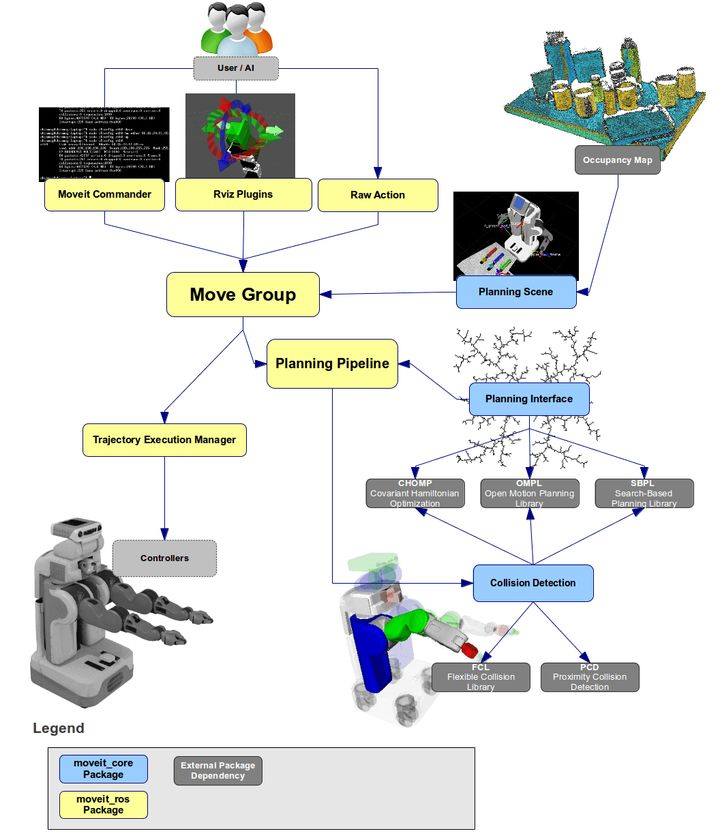 User / AI
Moveit Commander
Rviz Plugins
Raw Action
Occupancy Map
Move Group
Planning Scene
Planning Pipeline
Planning Interface
Trajectory Execution Manager
CHOMP
Covariant Hamiltonian
Optimization
OMPL
Open Motion Planning
Library
SBPL
Search-Based
Planning Library
Controllers
Collision Detection
FCL
Flexible Collision
Library
PCD
Proximity Collision
Detection
Legend
moveit_core
Package
External Package
Dependency
moveit_ros
Package